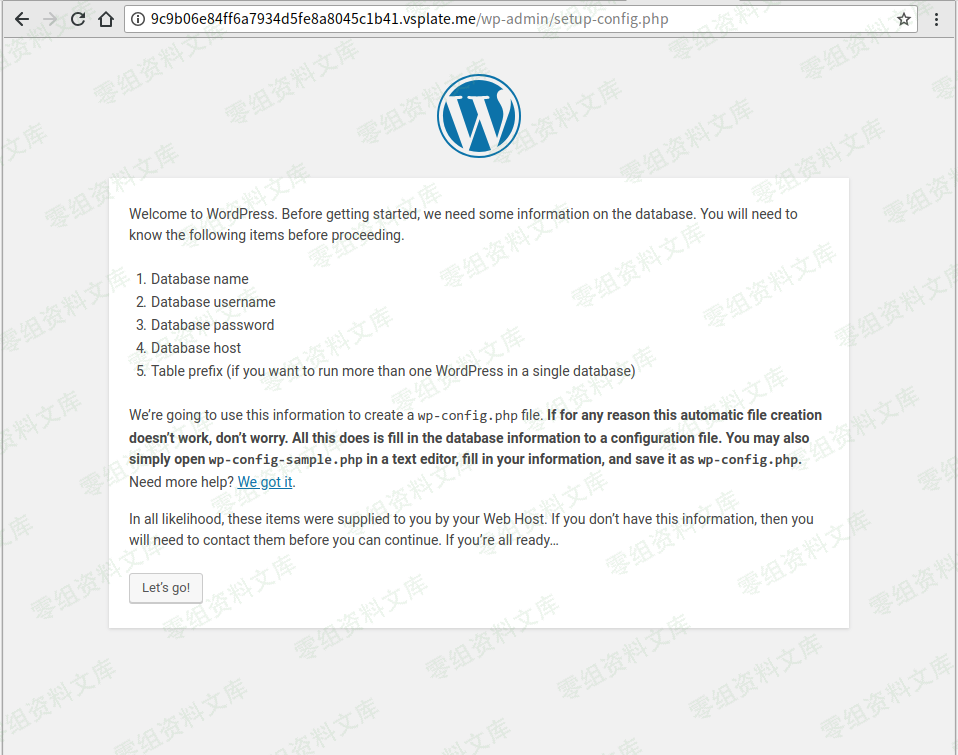 9c9b06e84ff6a7934d5fe8a8045c1b41.vsplate.me/wp-admin/setup-config.php
Welcome to WordPress. Before getting started, we need some information on the database. You will need to
know the following items before proceeding.
1. Database name
2. Database username
3. Database password
4. Database host
5. Table prefix (if you want to run more than one WordPress in a single database)
We’re going to use this information to create a wp-config.php file. If for any reason this automatic file creation
doesn’t work, don’t worry. All this does is fill in the database information to a configuration file. You may also
simply open wp-config-sample.php in a text editor, fill in your information, and save it as wp-config.php.
Need more help? We got it.
In all likelihood, these items were supplied to you by your Web Host. If you don’t have this information, then you
will need to contact them before you can continue. If you’re all ready…
Let’s go!
零组资料文库